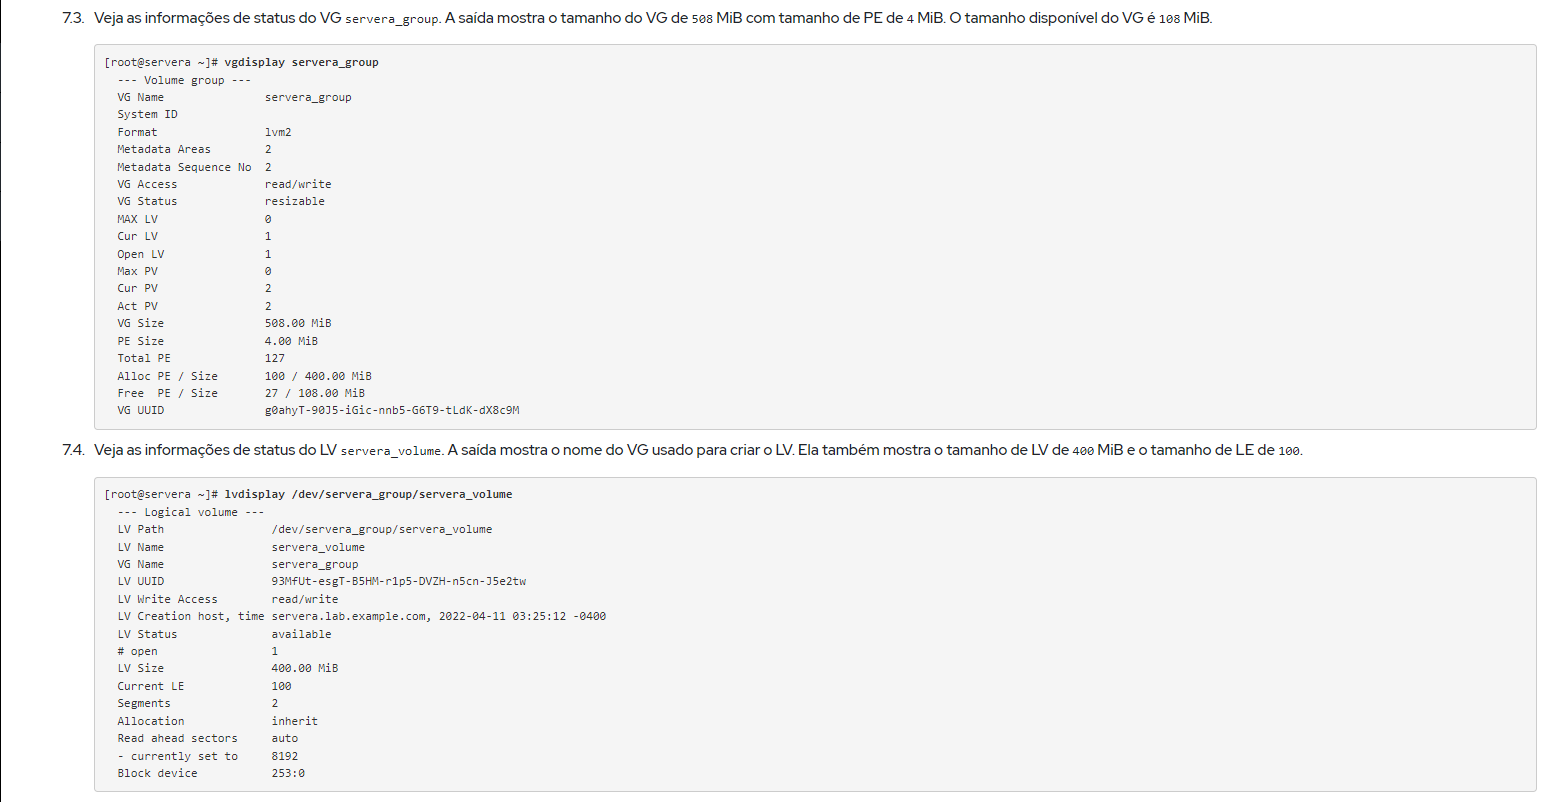 7.3. Veja as informações de status do VG servera_group. A saída mostra o tamanho do VG de 508 MiB com tamanho de PE de 4 MiB. O tamanho disponível do VG é 108 MiB.
[root@servera ~]# vgdisplay servera_group
--- Volume group ---
VG Name servera_group
System ID
Format lvm2
Metadata Areas 2
Metadata Sequence No 2
VG Access read/write
VG Status resizable
MAX LV 0
Cur LV 1
Open LV 1
Max PV 0
Cur PV 2
Act PV 2
VG Size 508.00 MiB
PE Size 4.00 MiB
Total PE 127
Alloc PE / Size 100 / 400.00 MiB
Free PE / Size 27 / 108.00 MiB
VG UUID g0ahyT-90J5-iGic-nnb5-G6T9-tLdK-dX8c9M
7.4. Veja as informações de status do LV servera_volume. A saída mostra o nome do VG usado para criar o LV. Ela também mostra o tamanho de LV de 400 MiB e o tamanho de LE de 100.
[root@servera ~]# lvdisplay /dev/servera_group/servera_volume
--- Logical volume ---
LV Path /dev/servera_group/servera_volume
LV Name servera_volume
VG Name servera_group
LV UUID 93MfUt-esgT-B5HM-r1p5-DVZH-n5cn-J5e2tw
LV Write Access read/write
LV Creation host, time servera.lab.example.com, 2022-04-11 03:25:12 -0400
LV Status available
# open 1
LV Size 400.00 MiB
Current LE 100
Segments 2
Allocation inherit
Read ahead sectors auto
- currently set to 8192
Block device 253:0